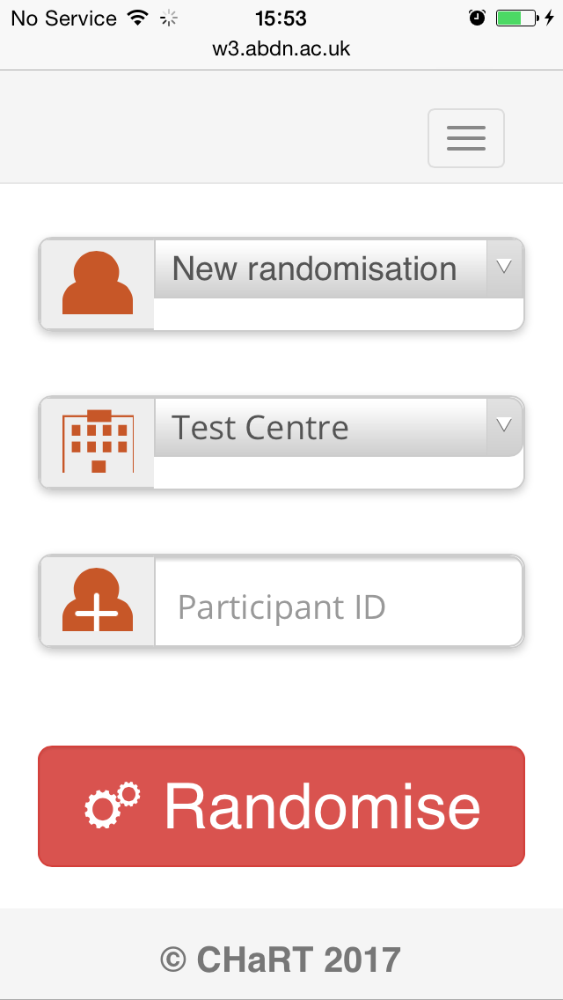 No Service 15:53
w3.abdn.ac.uk
New randomisation
Test Centre
Participant ID
Randomise
© CHaRT 2017